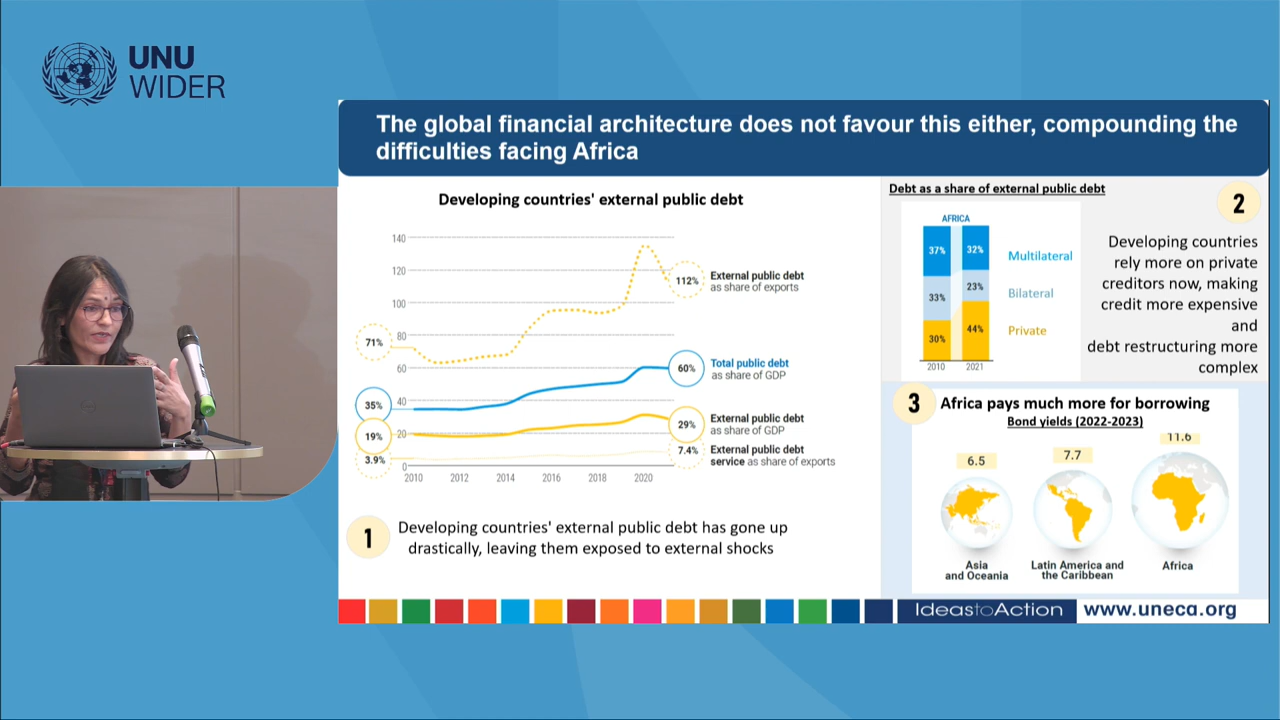 UNU
WIDER
The global financial architecture does not favour this either, compounding the
difficulties facing Africa
Developing countries' external public debt
140
120
100
80
60
40
20
0
71%
35%
19%
3.9%
2010
2012
2014
2016
2018
2020
112%
External public debt
as share of exports
60%
Total public debt
as share of GDP
29%
External public debt
as share of GDP
7.4%
External public debt
service as share of exports
1
Developing countries' external public debt has gone up
drastically, leaving them exposed to external shocks
Debt as a share of external public debt
2
AFRICA
37%
32%
Multilateral
33%
23%
Bilateral
30%
44%
Private
2010
2021
Developing countries
rely more on private
creditors now, making
credit more expensive
and
debt restructuring more
complex
3
Africa pays much more for borrowing
Bond yields (2022-2023)
6.5
7.7
11.6
Asia
and Oceania
Latin America and
the Caribbean
Africa
IdeastoAction
www.uneca.org